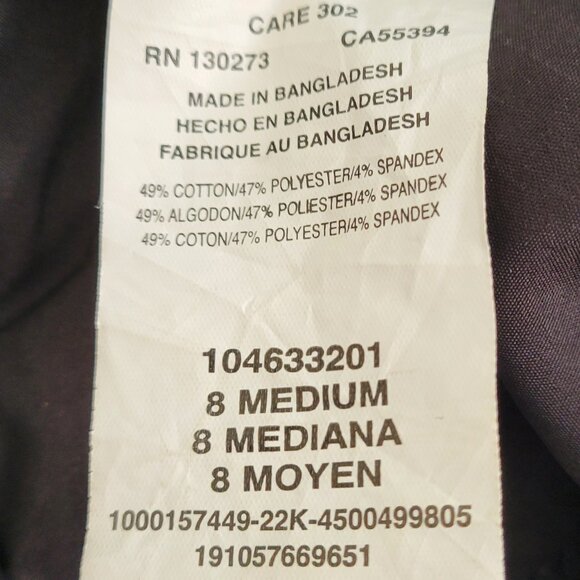 CARE 302
RN 130273 CA55394
MADE IN BANGLADESH
HECHO EN BANGLADESH
FABRIQUE AU BANGLADESH
49% COTTON/47% POLYESTER/4% SPANDEX
49% ALGODON/47% POLIESTER/4% SPANDEX
49% COTON/47% POLYESTER/4% SPANDEX
104633201
8 MEDIUM
8 MEDIANA
8 MOYEN
1000157449-22K-4500499805
191057669651